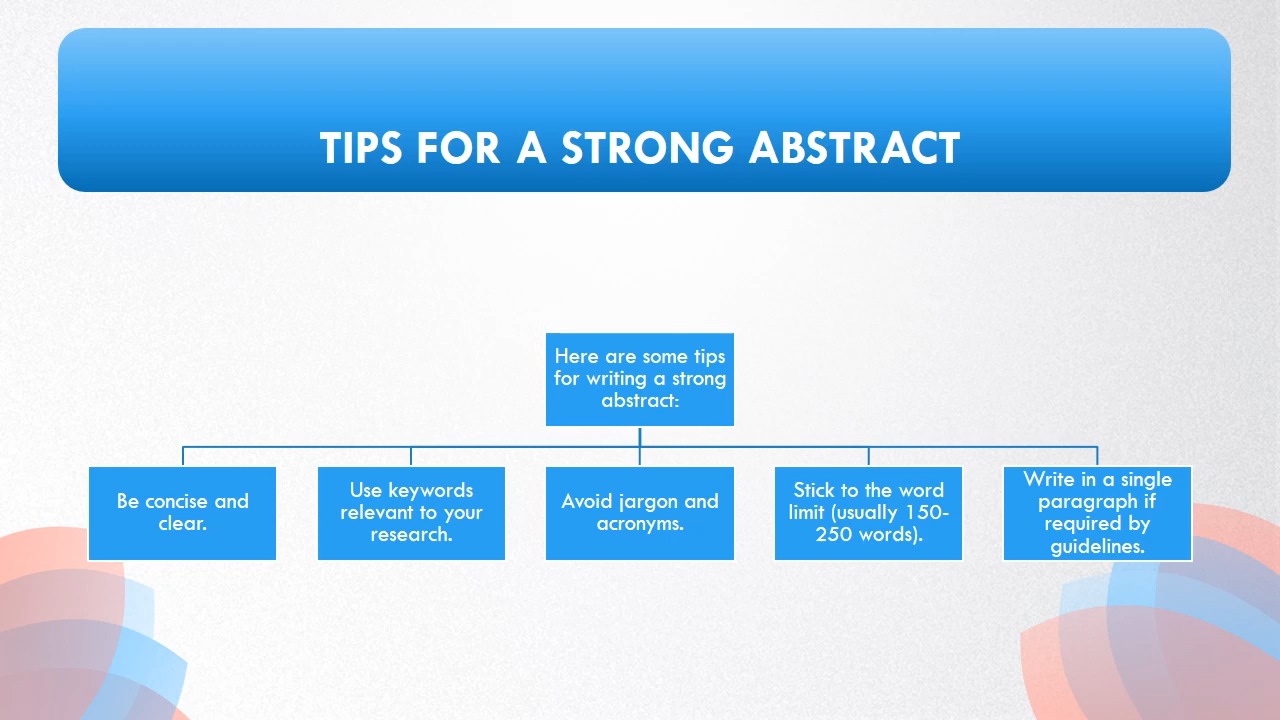 TIPS FOR A STRONG ABSTRACT
Here are some tips
for writing a strong
abstract:
Be concise and
clear.
Use keywords
relevant to your
research.
Avoid jargon and
acronyms.
Stick to the word
limit (usually 150-
250 words).
Write in a single
paragraph if
required by
guidelines.